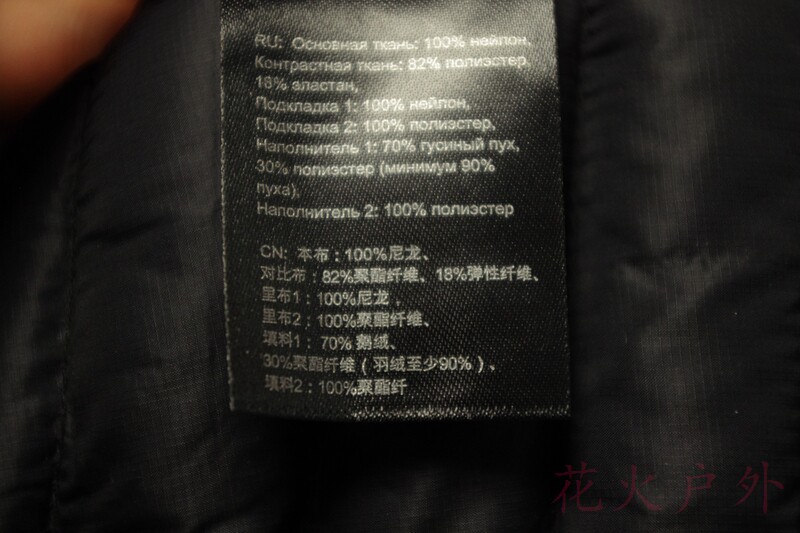 RU: Основная ткань: 100% нейлон,
Контрастная ткань: 82% полиэстер,
18% эластан,
Подкладка 1: 100% нейлон,
Подкладка 2: 100% полиэстер,
Наполнитель 1: 70% гусиный пух,
30% полиэстер (минимум 90%
пуха),
Наполнитель 2: 100% полиэстер
CN: 本布：100%尼龙、
对比布：82%聚酯纤维、18%弹性纤维、
里布1：100%尼龙，
里布2：100%聚酯纤维、
填料1： 70% 鹅绒、
30%聚酯纤维（羽绒至少90%）、
填料2：100%聚酯纤
花火户外